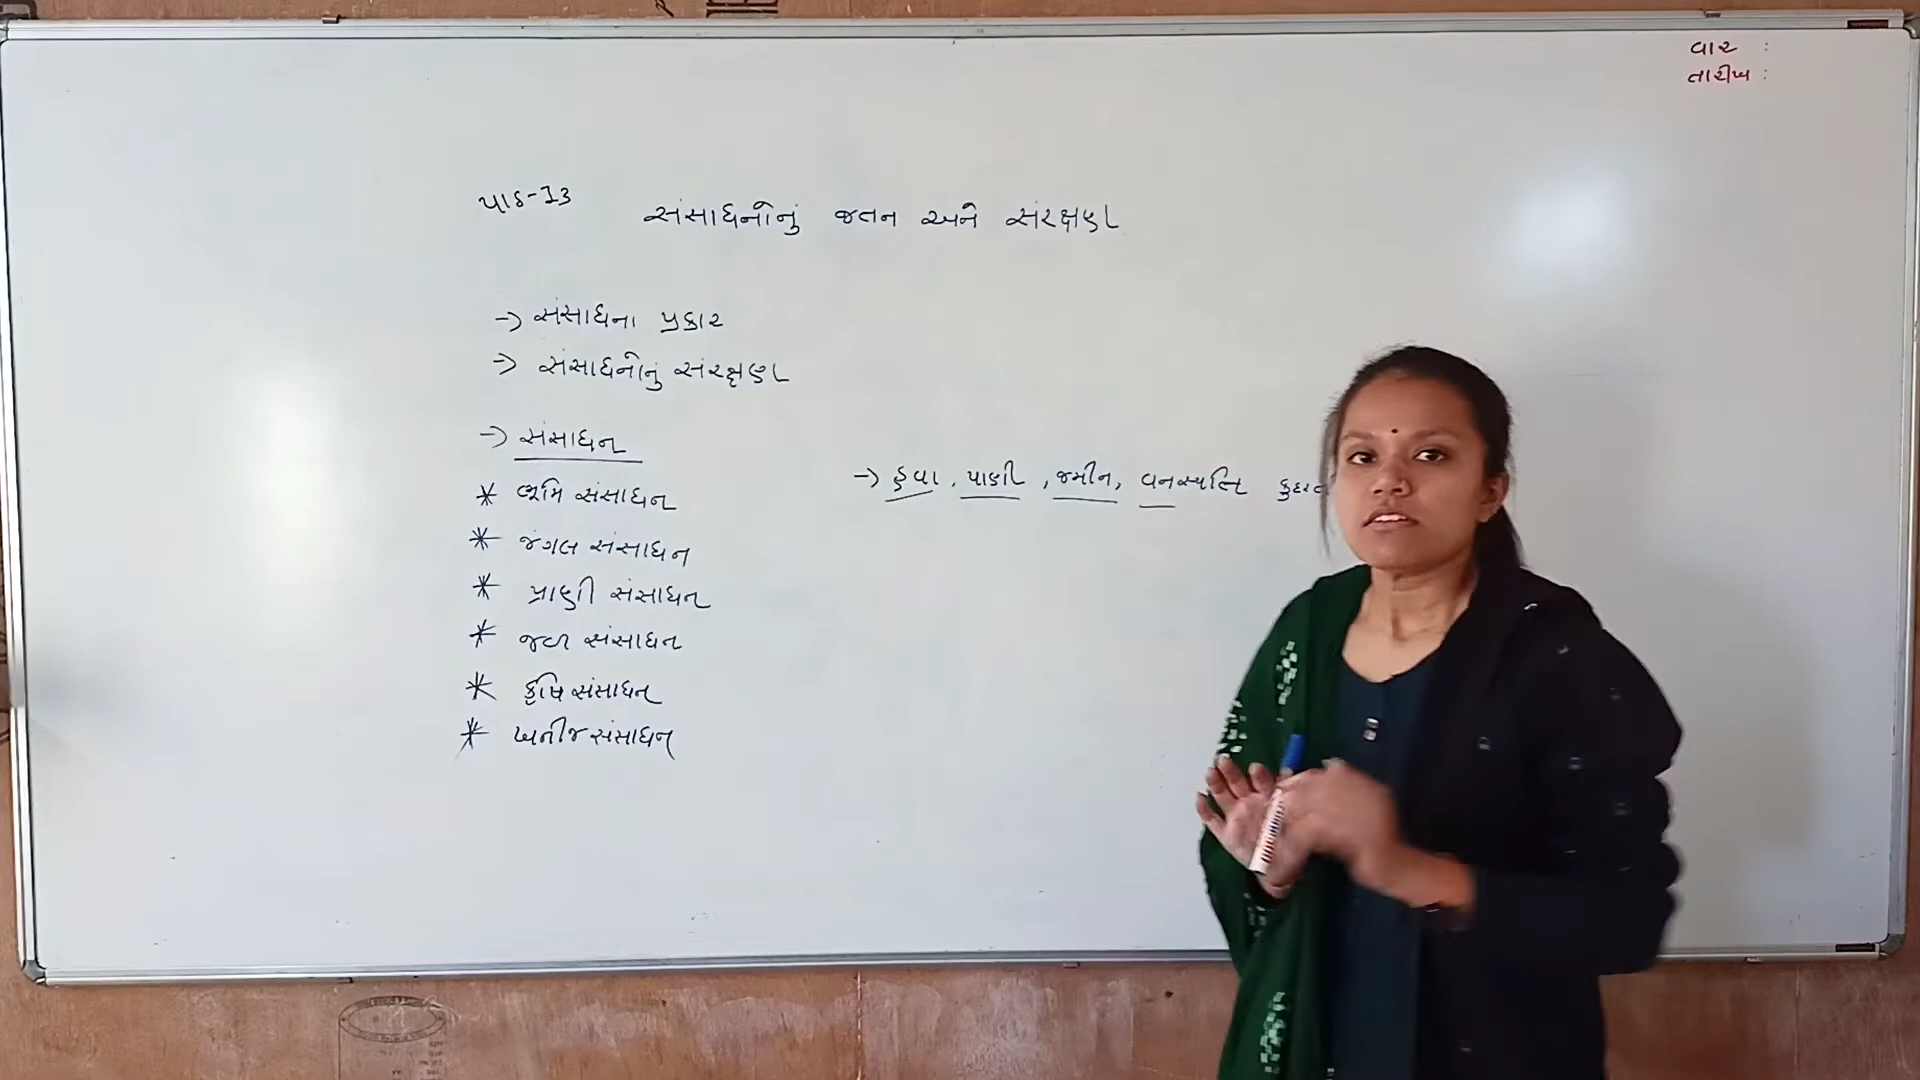 વાર :
તારીખ :
પાઠ-13 સંસાધનોનું જતન અને સંરક્ષણ
-> સંસાધના પ્રકાર
-> સંસાધનોનું સંરક્ષણ
-> સંસાધન
* ભૂમિ સંસાધન
-> હવા, પાણી, જમીન, વનસ્પતિ
* જંગલ સંસાધન
* પ્રાણી સંસાધન
* જળ સંસાધન
* કૃષિ સંસાધન
* ખનીજ સંસાધન